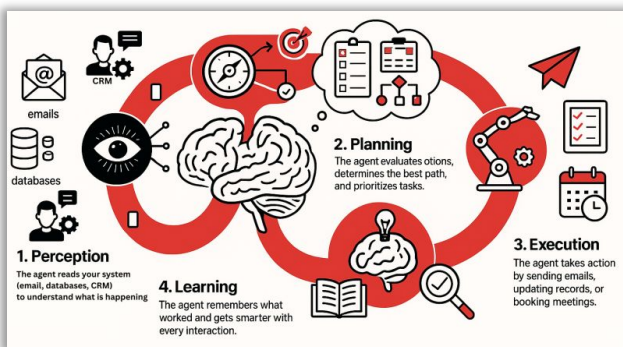 emails
CRM
databases
1. Perception
The agent reads your system
(email, databases, CRM)
to understand what is happening
2. Planning
The agent evaluates otions,
determines the best path,
and prioritizes tasks.
3. Execution
The agent takes action
by sending emails,
updating records, or
booking meetings.
4. Learning
The agent remembers what
worked and gets smarter with
every interaction.